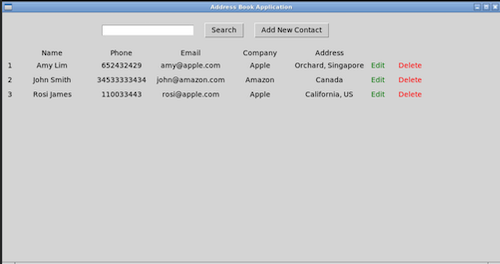 Address Book Application
Search Add New Contact
Name Phone Email Company Address
1 Amy Lim 652432429 amy@apple.com Apple Orchard, Singapore Edit Delete
2 John Smith 34533333434 john@amazon.com Amazon Canada Edit Delete
3 Rosi James 110033443 rosi@apple.com Apple California, US Edit Delete